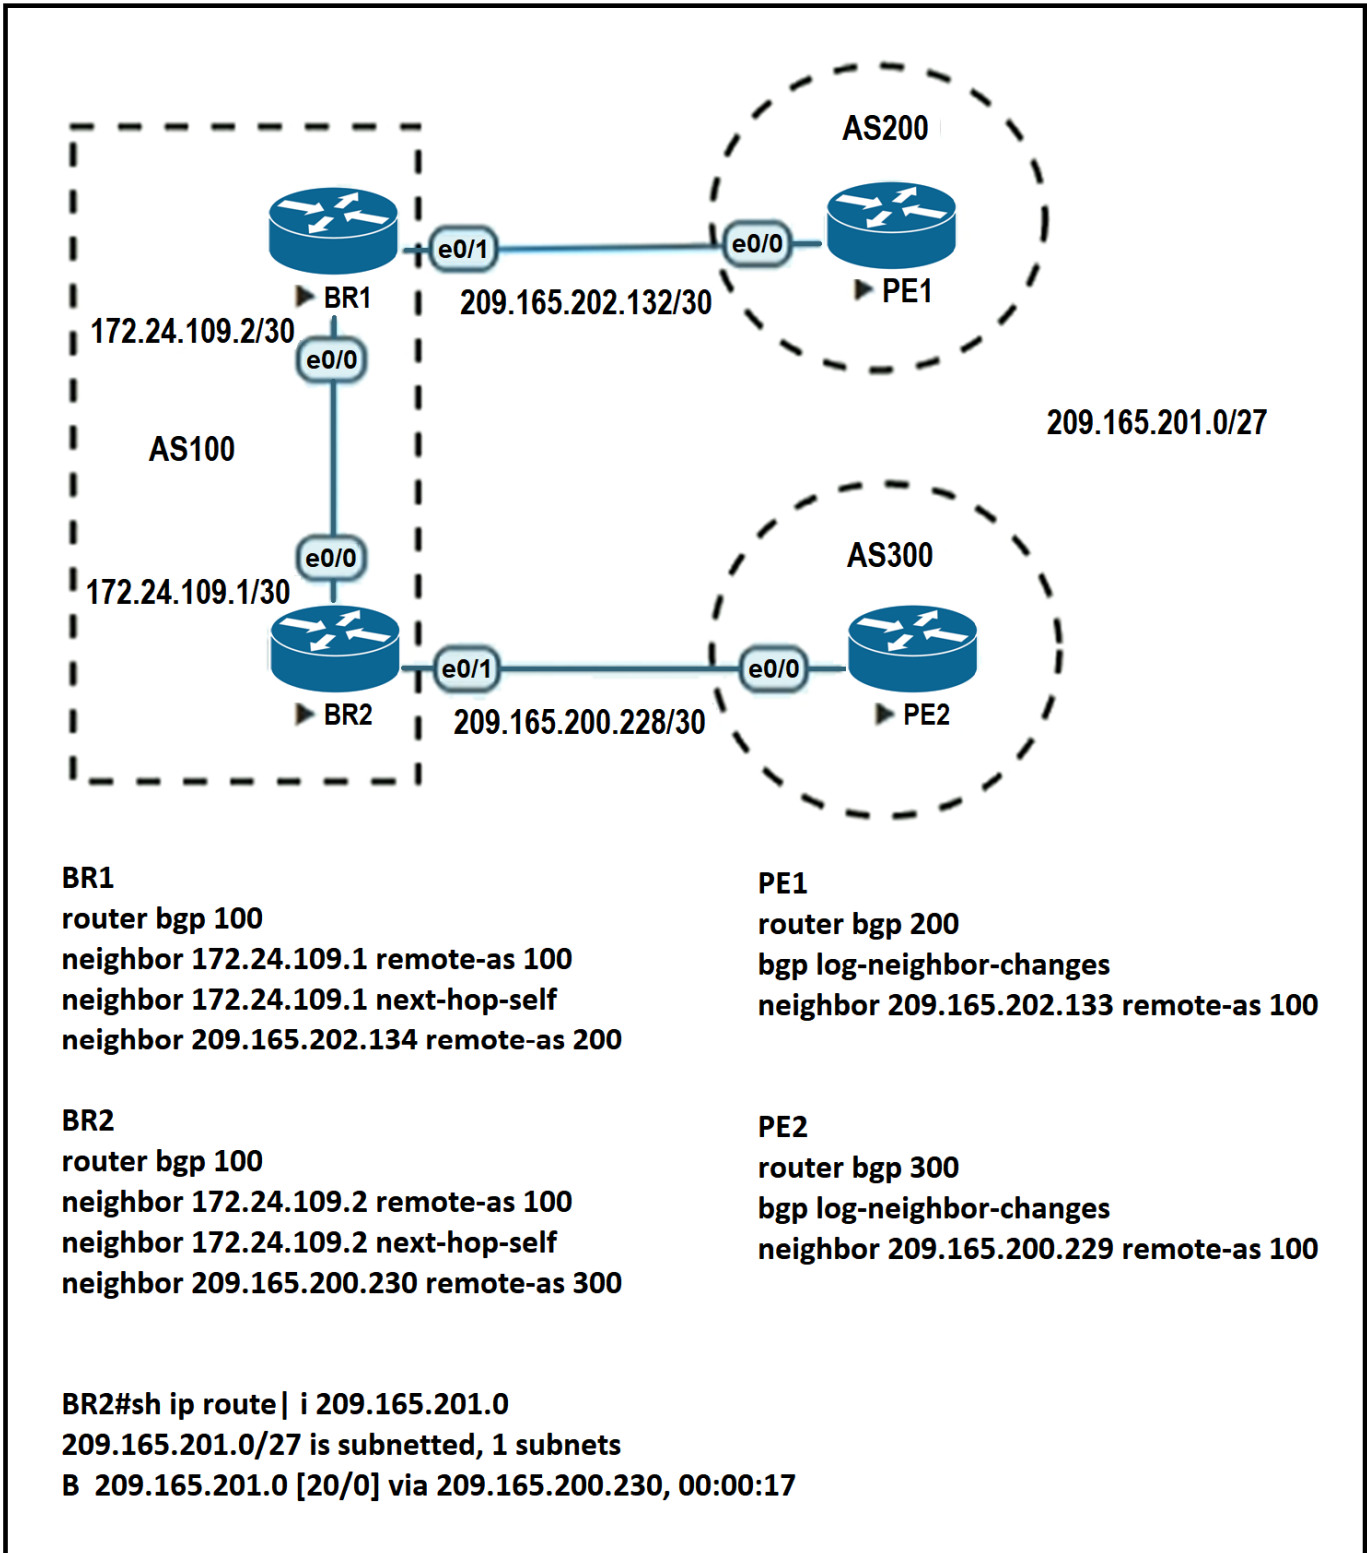 AS200
e0/1
e0/0
BR1
209.165.202.132/30
PE1
172.24.109.2/30
e0/0
209.165.201.0/27
AS100
e0/0
AS300
172.24.109.1/30
e0/1
e0/0
BR2
209.165.200.228/30
PE2
BR1
router bgp 100
neighbor 172.24.109.1 remote-as 100
neighbor 172.24.109.1 next-hop-self
neighbor 209.165.202.134 remote-as 200
PE1
router bgp 200
bgp log-neighbor-changes
neighbor 209.165.202.133 remote-as 100
BR2
router bgp 100
neighbor 172.24.109.2 remote-as 100
neighbor 172.24.109.2 next-hop-self
neighbor 209.165.200.230 remote-as 300
PE2
router bgp 300
bgp log-neighbor-changes
neighbor 209.165.200.229 remote-as 100
BR2#sh ip route| i 209.165.201.0
209.165.201.0/27 is subnetted, 1 subnets
B 209.165.201.0 [20/0] via 209.165.200.230, 00:00:17